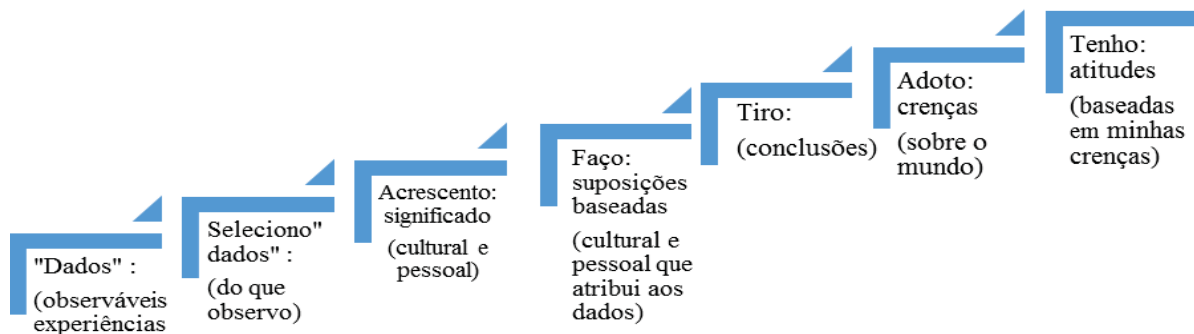 "Dados" :
(observáveis
experiências
Seleciono"
dados" :
(do que
observo)
Acrescento:
significado
(cultural e
pessoal)
Faço:
suposições
baseadas
(cultural e
pessoal que
atribui aos
dados)
Tiro:
(conclusões)
Adoto:
crenças
(sobre o
mundo)
Tenho:
atitudes
(baseadas
em minhas
crenças)